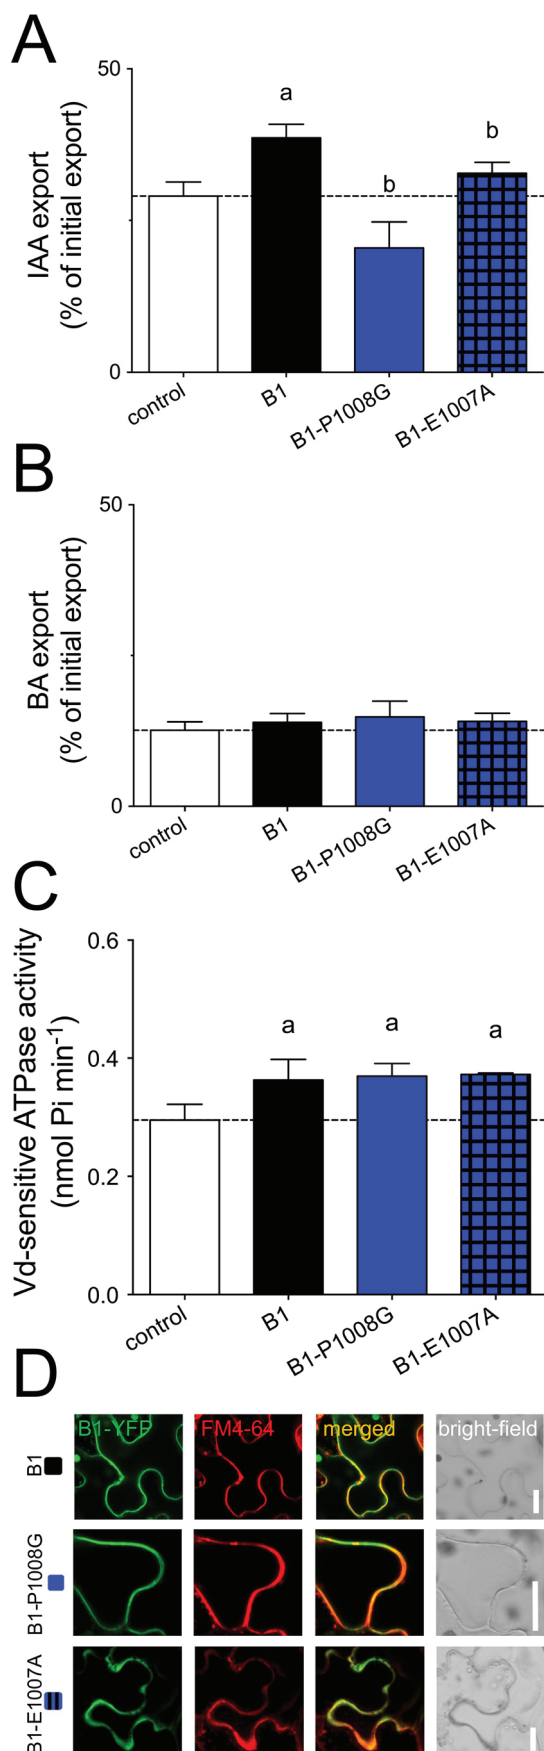 A
IAA export
(% of initial export)
50
0
a
b
b
control
B1
B1-P1008G
B1-E1007A
B
BA export
(% of initial export)
50
0
control
B1
B1-P1008G
B1-E1007A
C
Vd-sensitive ATPase activity
(nmol Pi min⁻¹)
0.6
0.4
0.2
0.0
a
a
a
control
B1
B1-P1008G
B1-E1007A
D
B1-YFP
FM4-64
merged
bright-field
B1
B1-P1008G
B1-E1007A